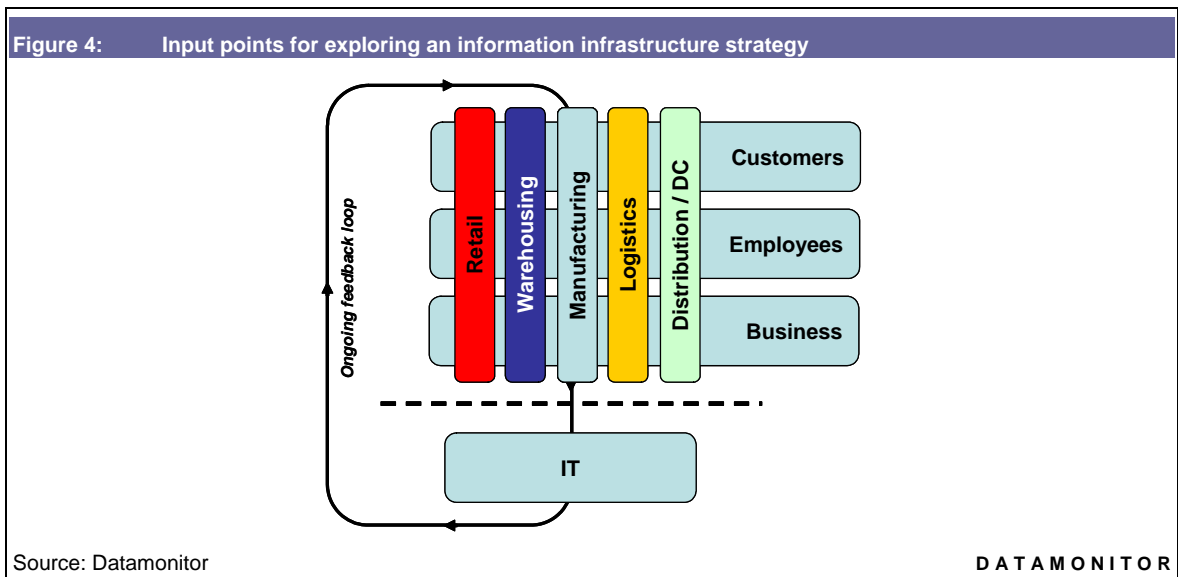 Figure 4: Input points for exploring an information infrastructure strategy
Ongoing feedback loop
Retail
Warehousing
Manufacturing
Logistics
Distribution / DC
Customers
Employees
Business
IT
Source: Datamonitor
DATAMONITOR